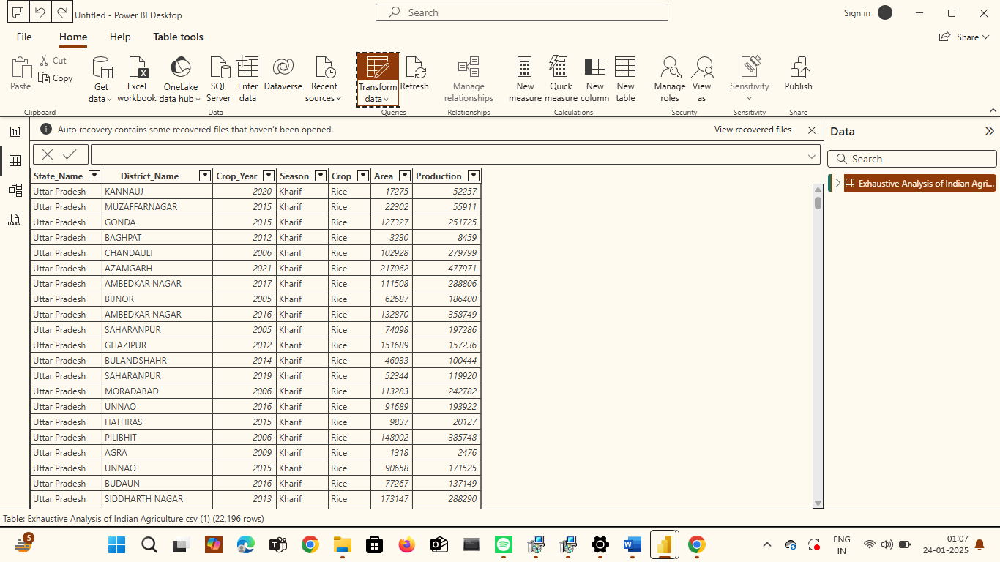 Untitled - Power BI Desktop
Search
Sign in
File Home Help Table tools
Share
Paste
Cut
Copy
Clipboard
Get data
Excel workbook
OneLake data hub
SQL Server
Enter data
Dataverse
Recent sources
Data
Transform data
Refresh
Queries
Manage relationships
Relationships
New measure
Quick measure
New column
New table
Calculations
Manage roles
View as
Security
Sensitivity
Sensitivity
Publish
Share
Auto recovery contains some recovered files that haven't been opened.
View recovered files
Data
Search
Exhaustive Analysis of Indian Agri...
DAX
State_Name District_Name Crop_Year Season Crop Area Production
Uttar Pradesh KANNAUJ 2020 Kharif Rice 17275 52257
Uttar Pradesh MUZAFFARNAGAR 2015 Kharif Rice 22302 55911
Uttar Pradesh GONDA 2015 Kharif Rice 127327 251725
Uttar Pradesh BAGHPAT 2012 Kharif Rice 3230 8459
Uttar Pradesh CHANDAULI 2006 Kharif Rice 102928 279799
Uttar Pradesh AZAMGARH 2021 Kharif Rice 217062 477971
Uttar Pradesh AMBEDKAR NAGAR 2017 Kharif Rice 111508 288806
Uttar Pradesh BIJNOR 2005 Kharif Rice 62687 186400
Uttar Pradesh AMBEDKAR NAGAR 2016 Kharif Rice 132870 358749
Uttar Pradesh SAHARANPUR 2005 Kharif Rice 74098 197286
Uttar Pradesh GHAZIPUR 2012 Kharif Rice 151689 157236
Uttar Pradesh BULANDSHAHR 2014 Kharif Rice 46033 100444
Uttar Pradesh SAHARANPUR 2019 Kharif Rice 52344 119920
Uttar Pradesh MORADABAD 2006 Kharif Rice 113283 242782
Uttar Pradesh UNNAO 2016 Kharif Rice 91689 193922
Uttar Pradesh HATHRAS 2015 Kharif Rice 9837 20127
Uttar Pradesh PILIBHIT 2006 Kharif Rice 148002 385748
Uttar Pradesh AGRA 2009 Kharif Rice 1318 2476
Uttar Pradesh UNNAO 2015 Kharif Rice 90658 171525
Uttar Pradesh BUDAUN 2016 Kharif Rice 77267 137149
Uttar Pradesh SIDDHARTH NAGAR 2013 Kharif Rice 173147 288290
Table: Exhaustive Analysis of Indian Agriculture csv (1) (22,196 rows)
5
ENG
IN
01:07
24-01-2025